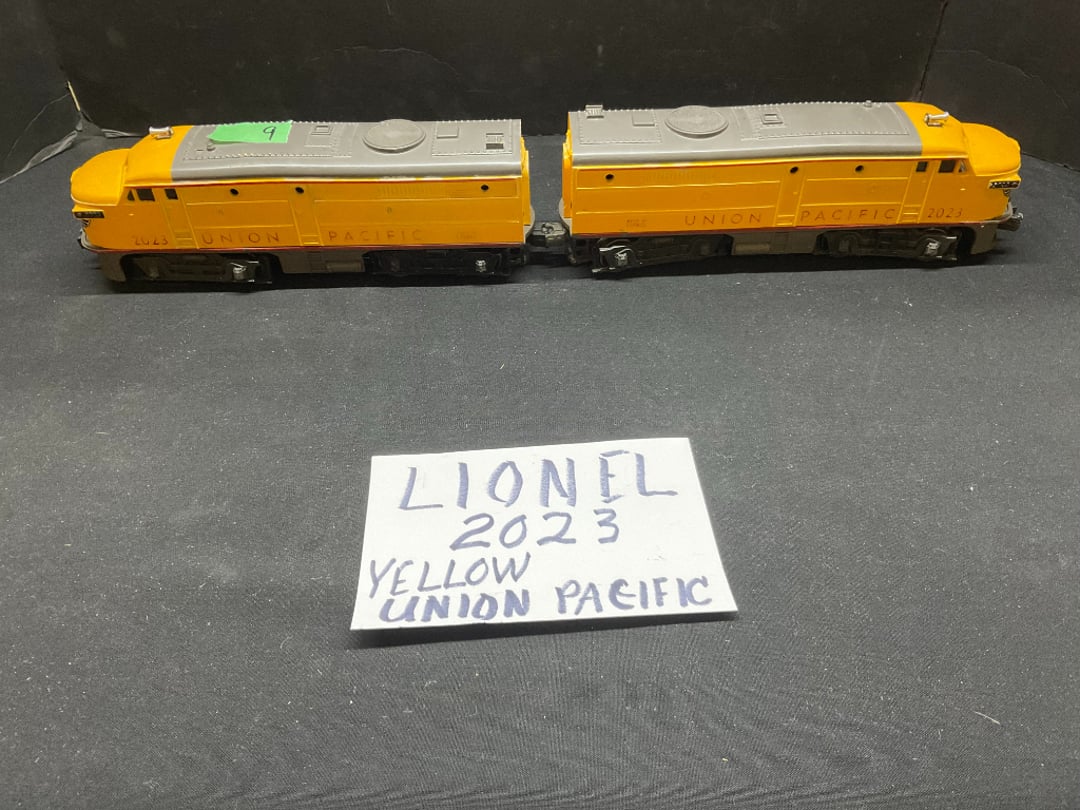 9
2023 UNION PACIFIC
UNION PACIFIC 2023
LIONEL
2023
YELLOW
UNION PACIFIC